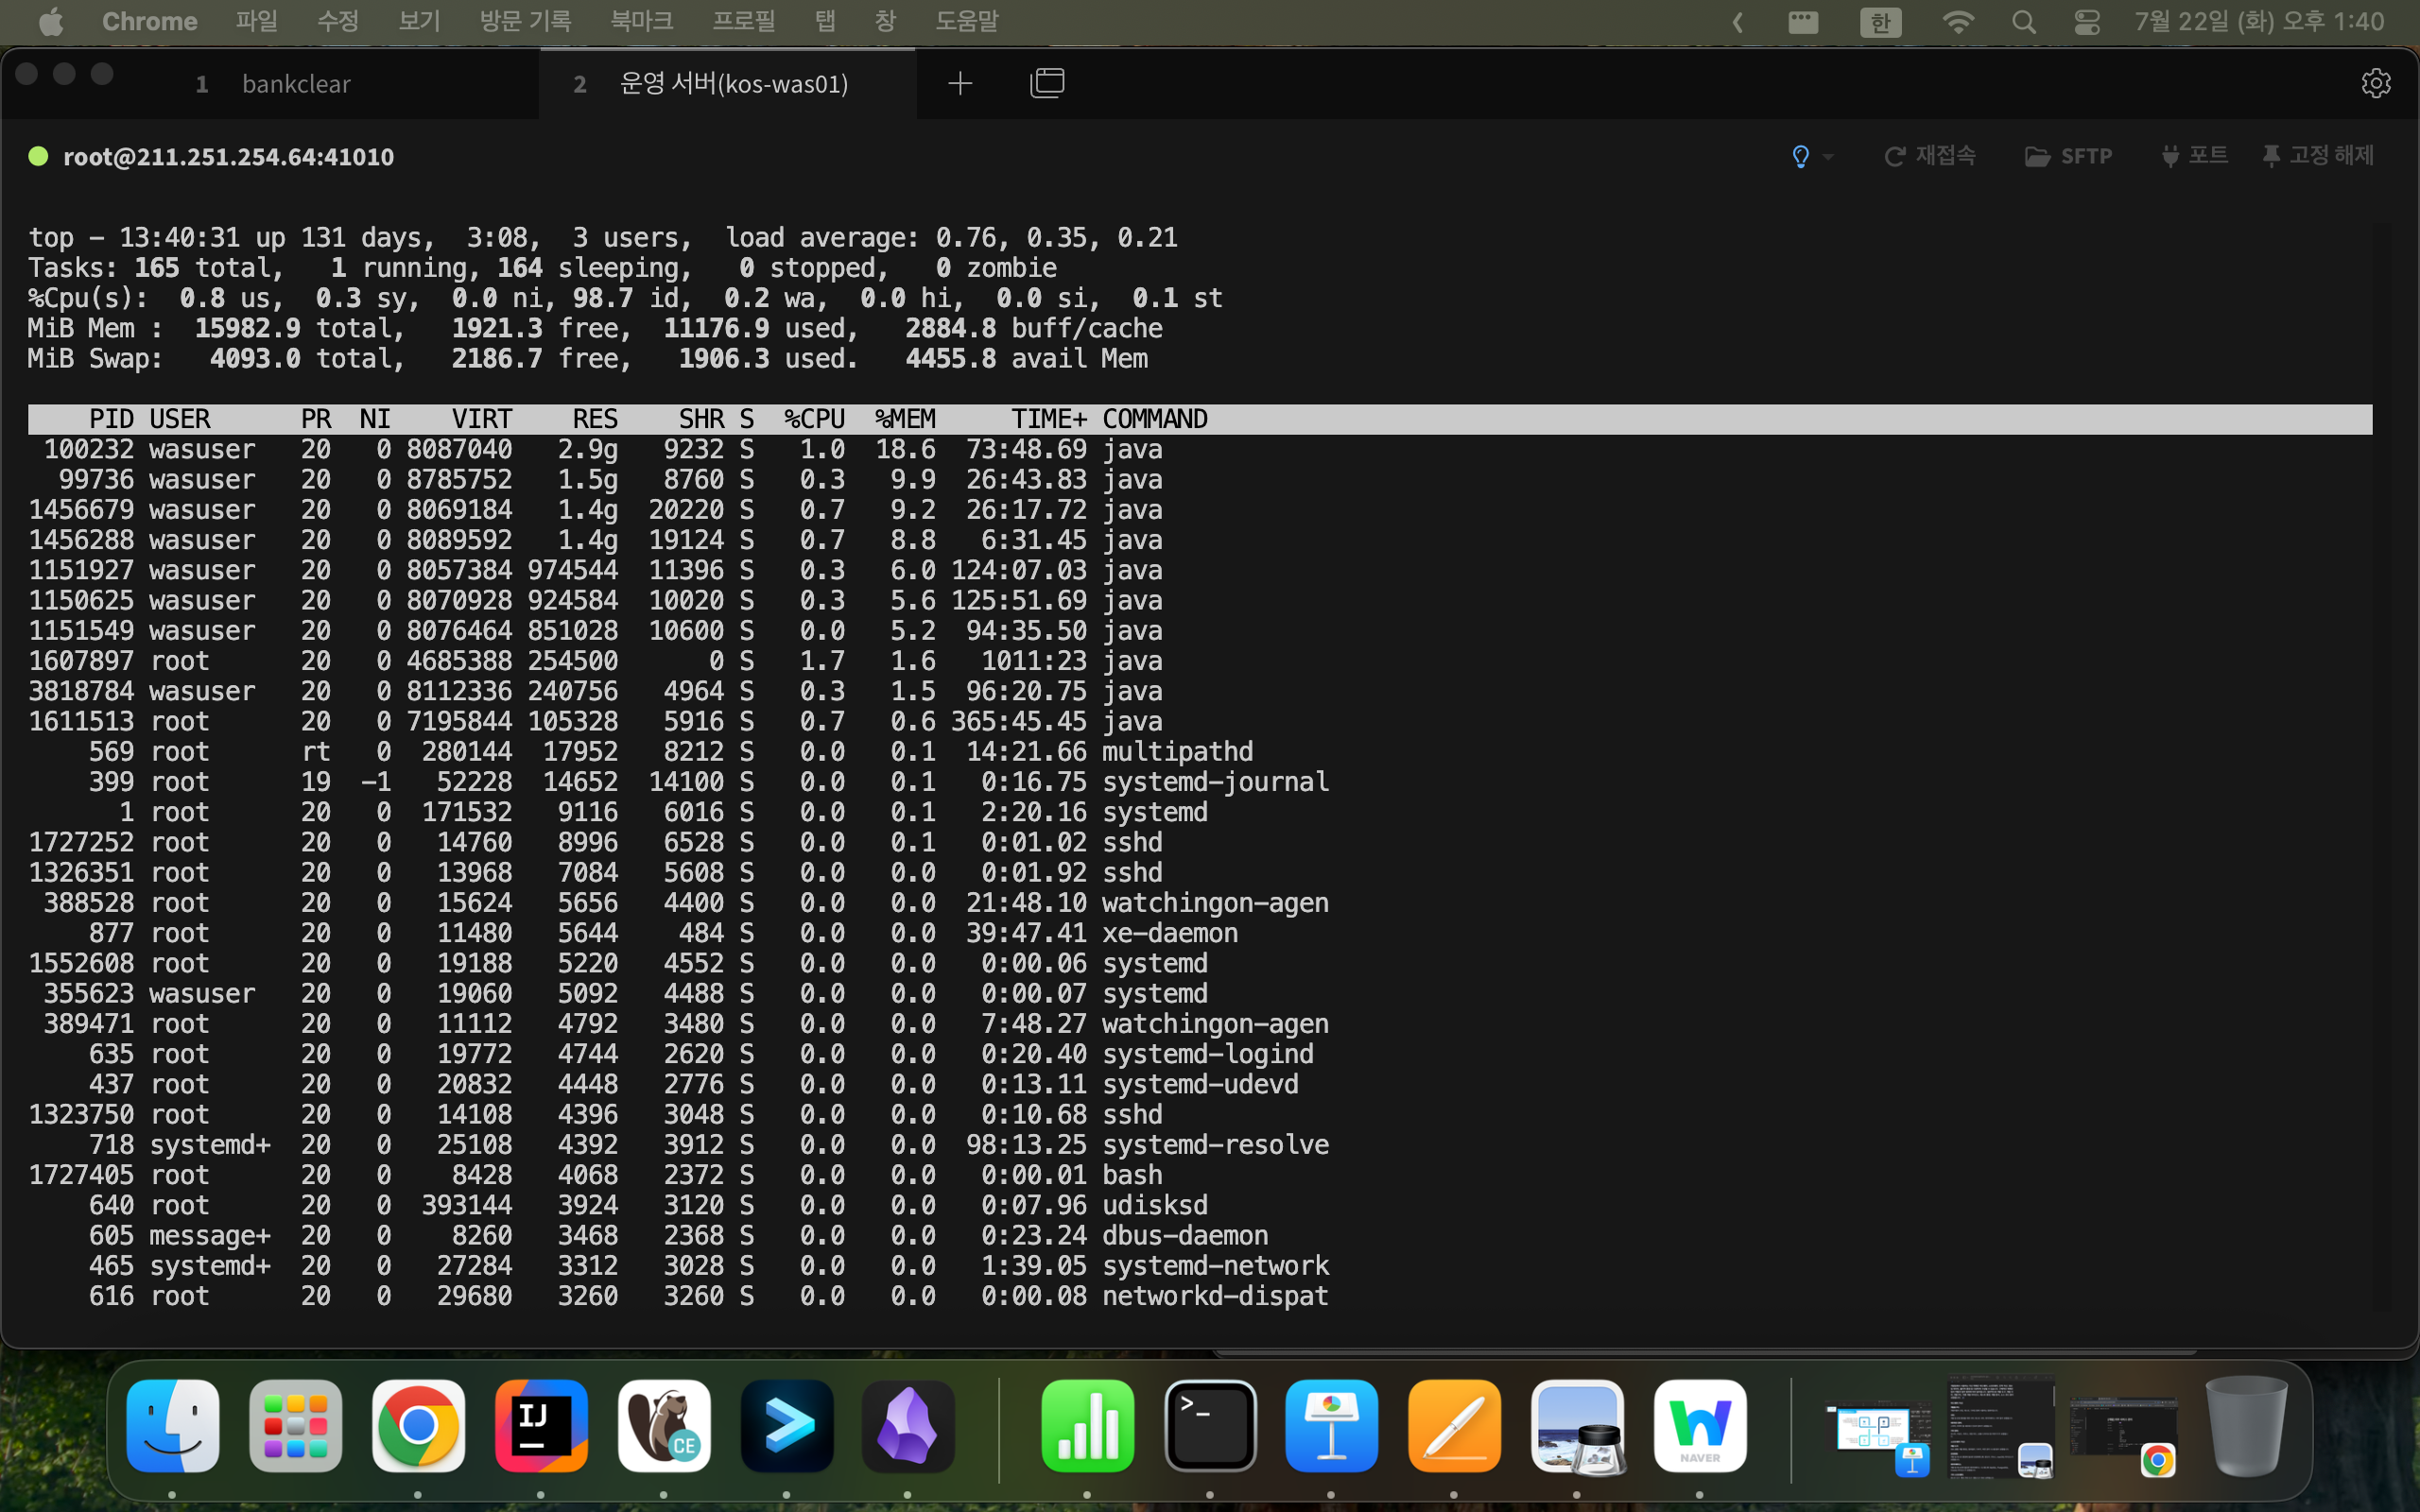 Chrome 파일 수정 보기 방문 기록 북마크 프로필 탭 창 도움말 한 7월 22일 (화) 오후 1:40
1 bankclear 2 운영 서버(kos-was01)
root@211.251.254.64:41010 재접속 SFTP 포트 고정 해제
top - 13:40:31 up 131 days,  3:08,  3 users,  load average: 0.76, 0.35, 0.21
Tasks: 165 total,   1 running, 164 sleeping,   0 stopped,   0 zombie
%Cpu(s):  0.8 us,  0.3 sy,  0.0 ni, 98.7 id,  0.2 wa,  0.0 hi,  0.0 si,  0.1 st
MiB Mem :  15982.9 total,   1921.3 free,  11176.9 used,   2884.8 buff/cache
MiB Swap:   4093.0 total,   2186.7 free,   1906.3 used.   4455.8 avail Mem
PID USER PR NI VIRT RES SHR S %CPU %MEM TIME+ COMMAND
100232 wasuser 20 0 8087040 2.9g 9232 S 1.0 18.6 73:48.69 java
99736 wasuser 20 0 8785752 1.5g 8760 S 0.3 9.9 26:43.83 java
1456679 wasuser 20 0 8069184 1.4g 20220 S 0.7 9.2 26:17.72 java
1456288 wasuser 20 0 8089592 1.4g 19124 S 0.7 8.8 6:31.45 java
1151927 wasuser 20 0 8057384 974544 11396 S 0.3 6.0 124:07.03 java
1150625 wasuser 20 0 8070928 924584 10020 S 0.3 5.6 125:51.69 java
1151549 wasuser 20 0 8076464 851028 10600 S 0.0 5.2 94:35.50 java
1607897 root 20 0 4685388 254500 0 S 1.7 1.6 1011:23 java
3818784 wasuser 20 0 8112336 240756 4964 S 0.3 1.5 96:20.75 java
1611513 root 20 0 7195844 105328 5916 S 0.7 0.6 365:45.45 java
569 root rt 0 280144 17952 8212 S 0.0 0.1 14:21.66 multipathd
399 root 19 -1 52228 14652 14100 S 0.0 0.1 0:16.75 systemd-journal
1 root 20 0 171532 9116 6016 S 0.0 0.1 2:20.16 systemd
1727252 root 20 0 14760 8996 6528 S 0.0 0.1 0:01.02 sshd
1326351 root 20 0 13968 7084 5608 S 0.0 0.0 0:01.92 sshd
388528 root 20 0 15624 5656 4400 S 0.0 0.0 21:48.10 watchingon-agen
877 root 20 0 11480 5644 484 S 0.0 0.0 39:47.41 xe-daemon
1552608 root 20 0 19188 5220 4552 S 0.0 0.0 0:00.06 systemd
355623 wasuser 20 0 19060 5092 4488 S 0.0 0.0 0:00.07 systemd
389471 root 20 0 11112 4792 3480 S 0.0 0.0 7:48.27 watchingon-agen
635 root 20 0 19772 4744 2620 S 0.0 0.0 0:20.40 systemd-logind
437 root 20 0 20832 4448 2776 S 0.0 0.0 0:13.11 systemd-udevd
1323750 root 20 0 14108 4396 3048 S 0.0 0.0 0:10.68 sshd
718 systemd+ 20 0 25108 4392 3912 S 0.0 0.0 98:13.25 systemd-resolve
1727405 root 20 0 8428 4068 2372 S 0.0 0.0 0:00.01 bash
640 root 20 0 393144 3924 3120 S 0.0 0.0 0:07.96 udisksd
605 message+ 20 0 8260 3468 2368 S 0.0 0.0 0:23.24 dbus-daemon
465 systemd+ 20 0 27284 3312 3028 S 0.0 0.0 1:39.05 systemd-network
616 root 20 0 29680 3260 3260 S 0.0 0.0 0:00.08 networkd-dispat
IJ
CE
>_
NAVER